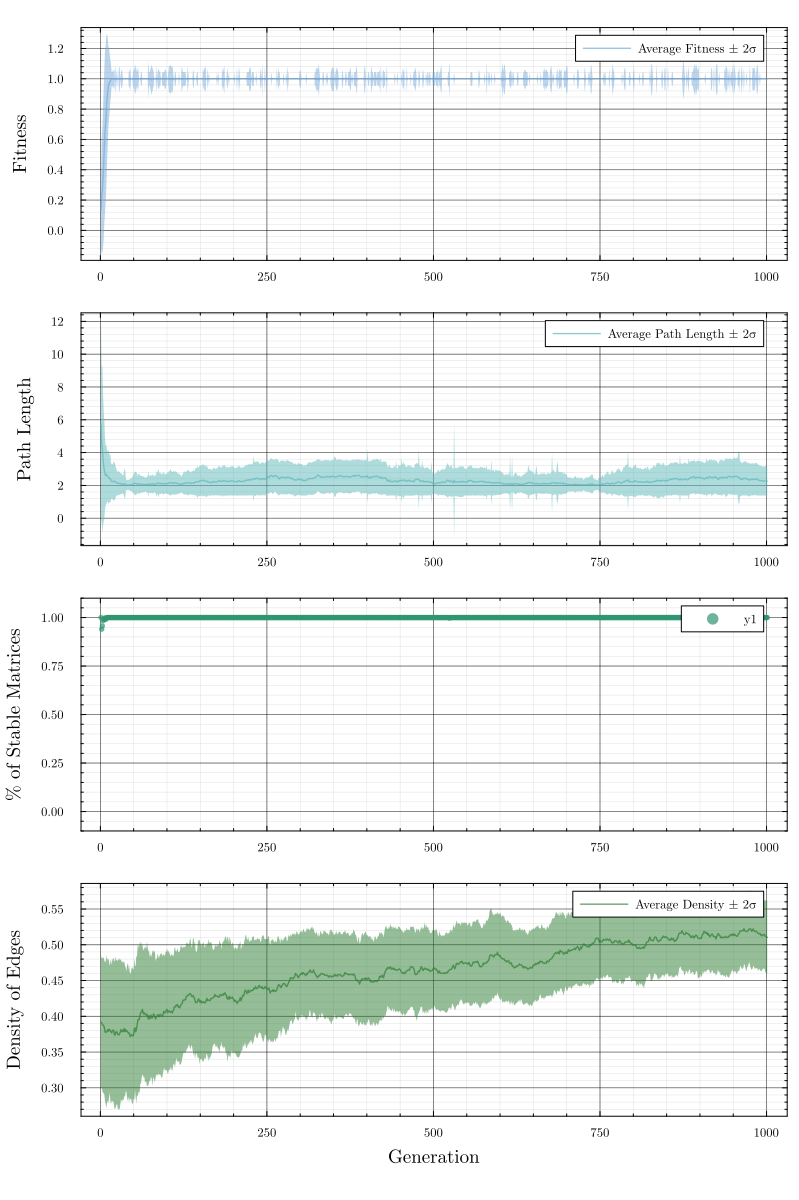 Average Fitness ± 2σ
1.2
1.0
0.8
0.6
0.4
0.2
0.0
Fitness
0 250 500 750 1000
Average Path Length ± 2σ
12
10
8
6
4
2
0
Path Length
0 250 500 750 1000
y1
1.00
0.75
0.50
0.25
0.00
% of Stable Matrices
0 250 500 750 1000
Average Density ± 2σ
0.55
0.50
0.45
0.40
0.35
0.30
Density of Edges
0 250 500 750 1000
Generation